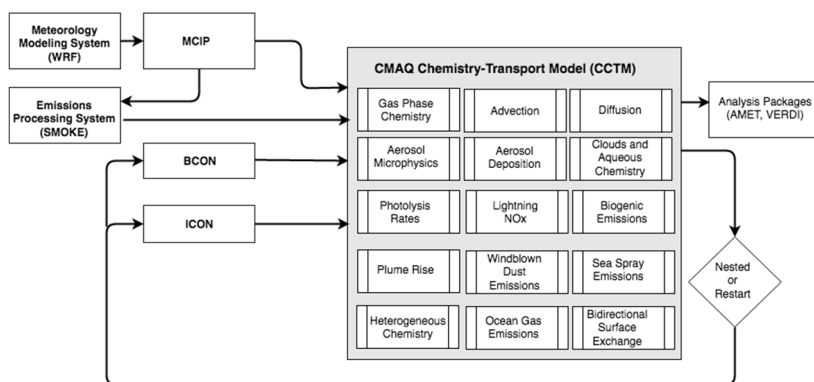 Meteorology
Modeling System
(WRF)
MCIP
Emissions
Processing System
(SMOKE)
BCON
ICON
CMAQ Chemistry-Transport Model (CCTM)
Gas Phase
Chemistry
Advection
Diffusion
Aerosol
Microphysics
Aerosol
Deposition
Clouds and
Aqueous
Chemistry
Photolysis
Rates
Lightning
NOx
Biogenic
Emissions
Plume Rise
Windblown
Dust
Emissions
Sea Spray
Emissions
Heterogeneous
Chemistry
Ocean Gas
Emissions
Bidirectional
Surface
Exchange
Analysis Packages
(AMET, VERDI)
Nested
or
Restart